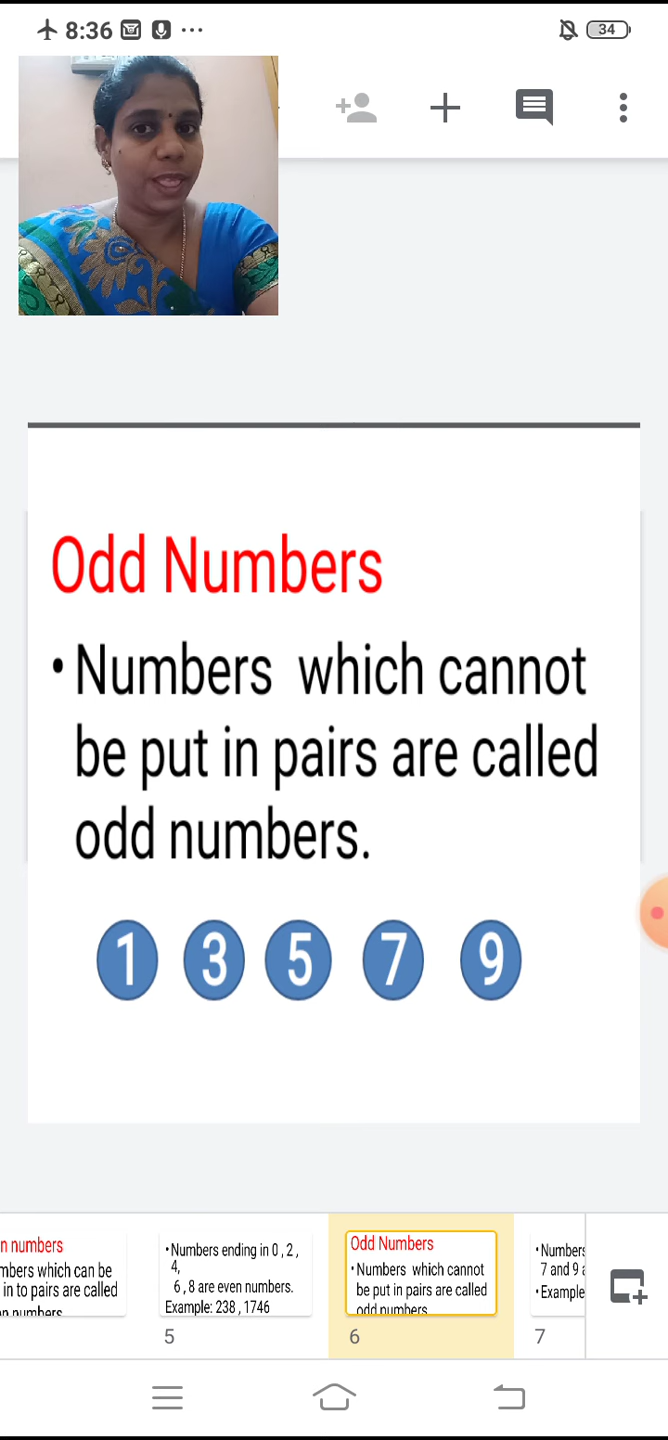 8:36
34
Odd Numbers
• Numbers which cannot
be put in pairs are called
odd numbers.
1 3 5 7 9
n numbers
mbers which can be
in to pairs are called
n numbers
• Numbers ending in 0 , 2 ,
4,
6 , 8 are even numbers.
Example: 238 , 1746
5
Odd Numbers
• Numbers which cannot
be put in pairs are called
odd numbers
6
• Numbers
7 and 9 a
• Example
7